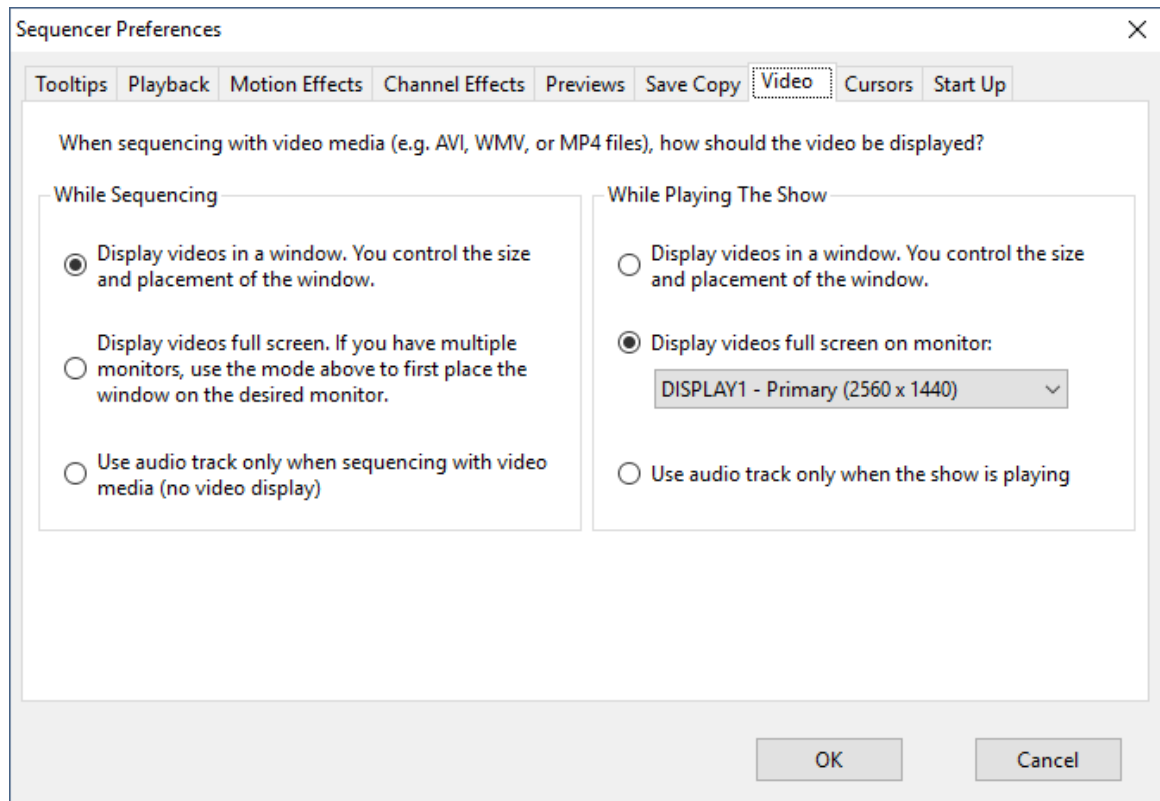 Sequencer Preferences
Tooltips Playback Motion Effects Channel Effects Previews Save Copy Video Cursors Start Up
When sequencing with video media (e.g. AVI, WMV, or MP4 files), how should the video be displayed?
While Sequencing
Display videos in a window. You control the size
and placement of the window.
Display videos full screen. If you have multiple
monitors, use the mode above to first place the
window on the desired monitor.
Use audio track only when sequencing with video
media (no video display)
While Playing The Show
Display videos in a window. You control the size
and placement of the window.
Display videos full screen on monitor:
DISPLAY1 - Primary (2560 x 1440)
Use audio track only when the show is playing
OK Cancel